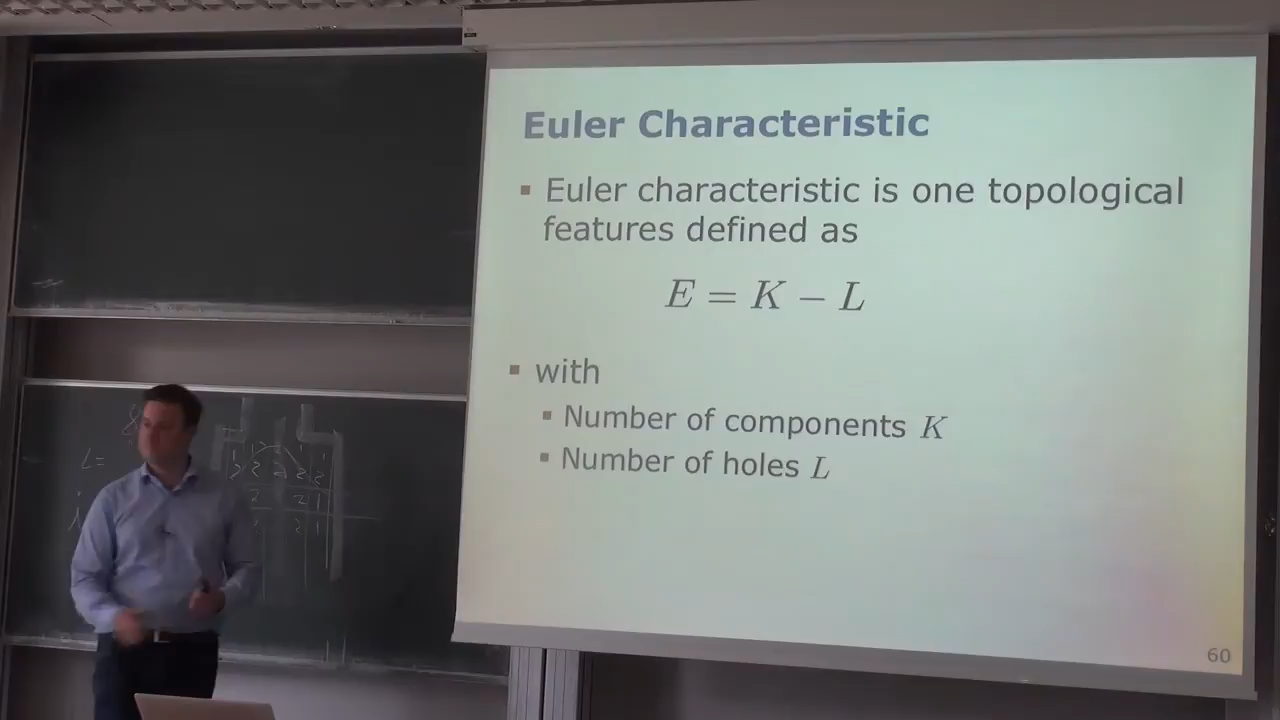 Euler Characteristic
▪ Euler characteristic is one topological
features defined as
E = K − L
▪ with
▪ Number of components K
▪ Number of holes L
60
L=